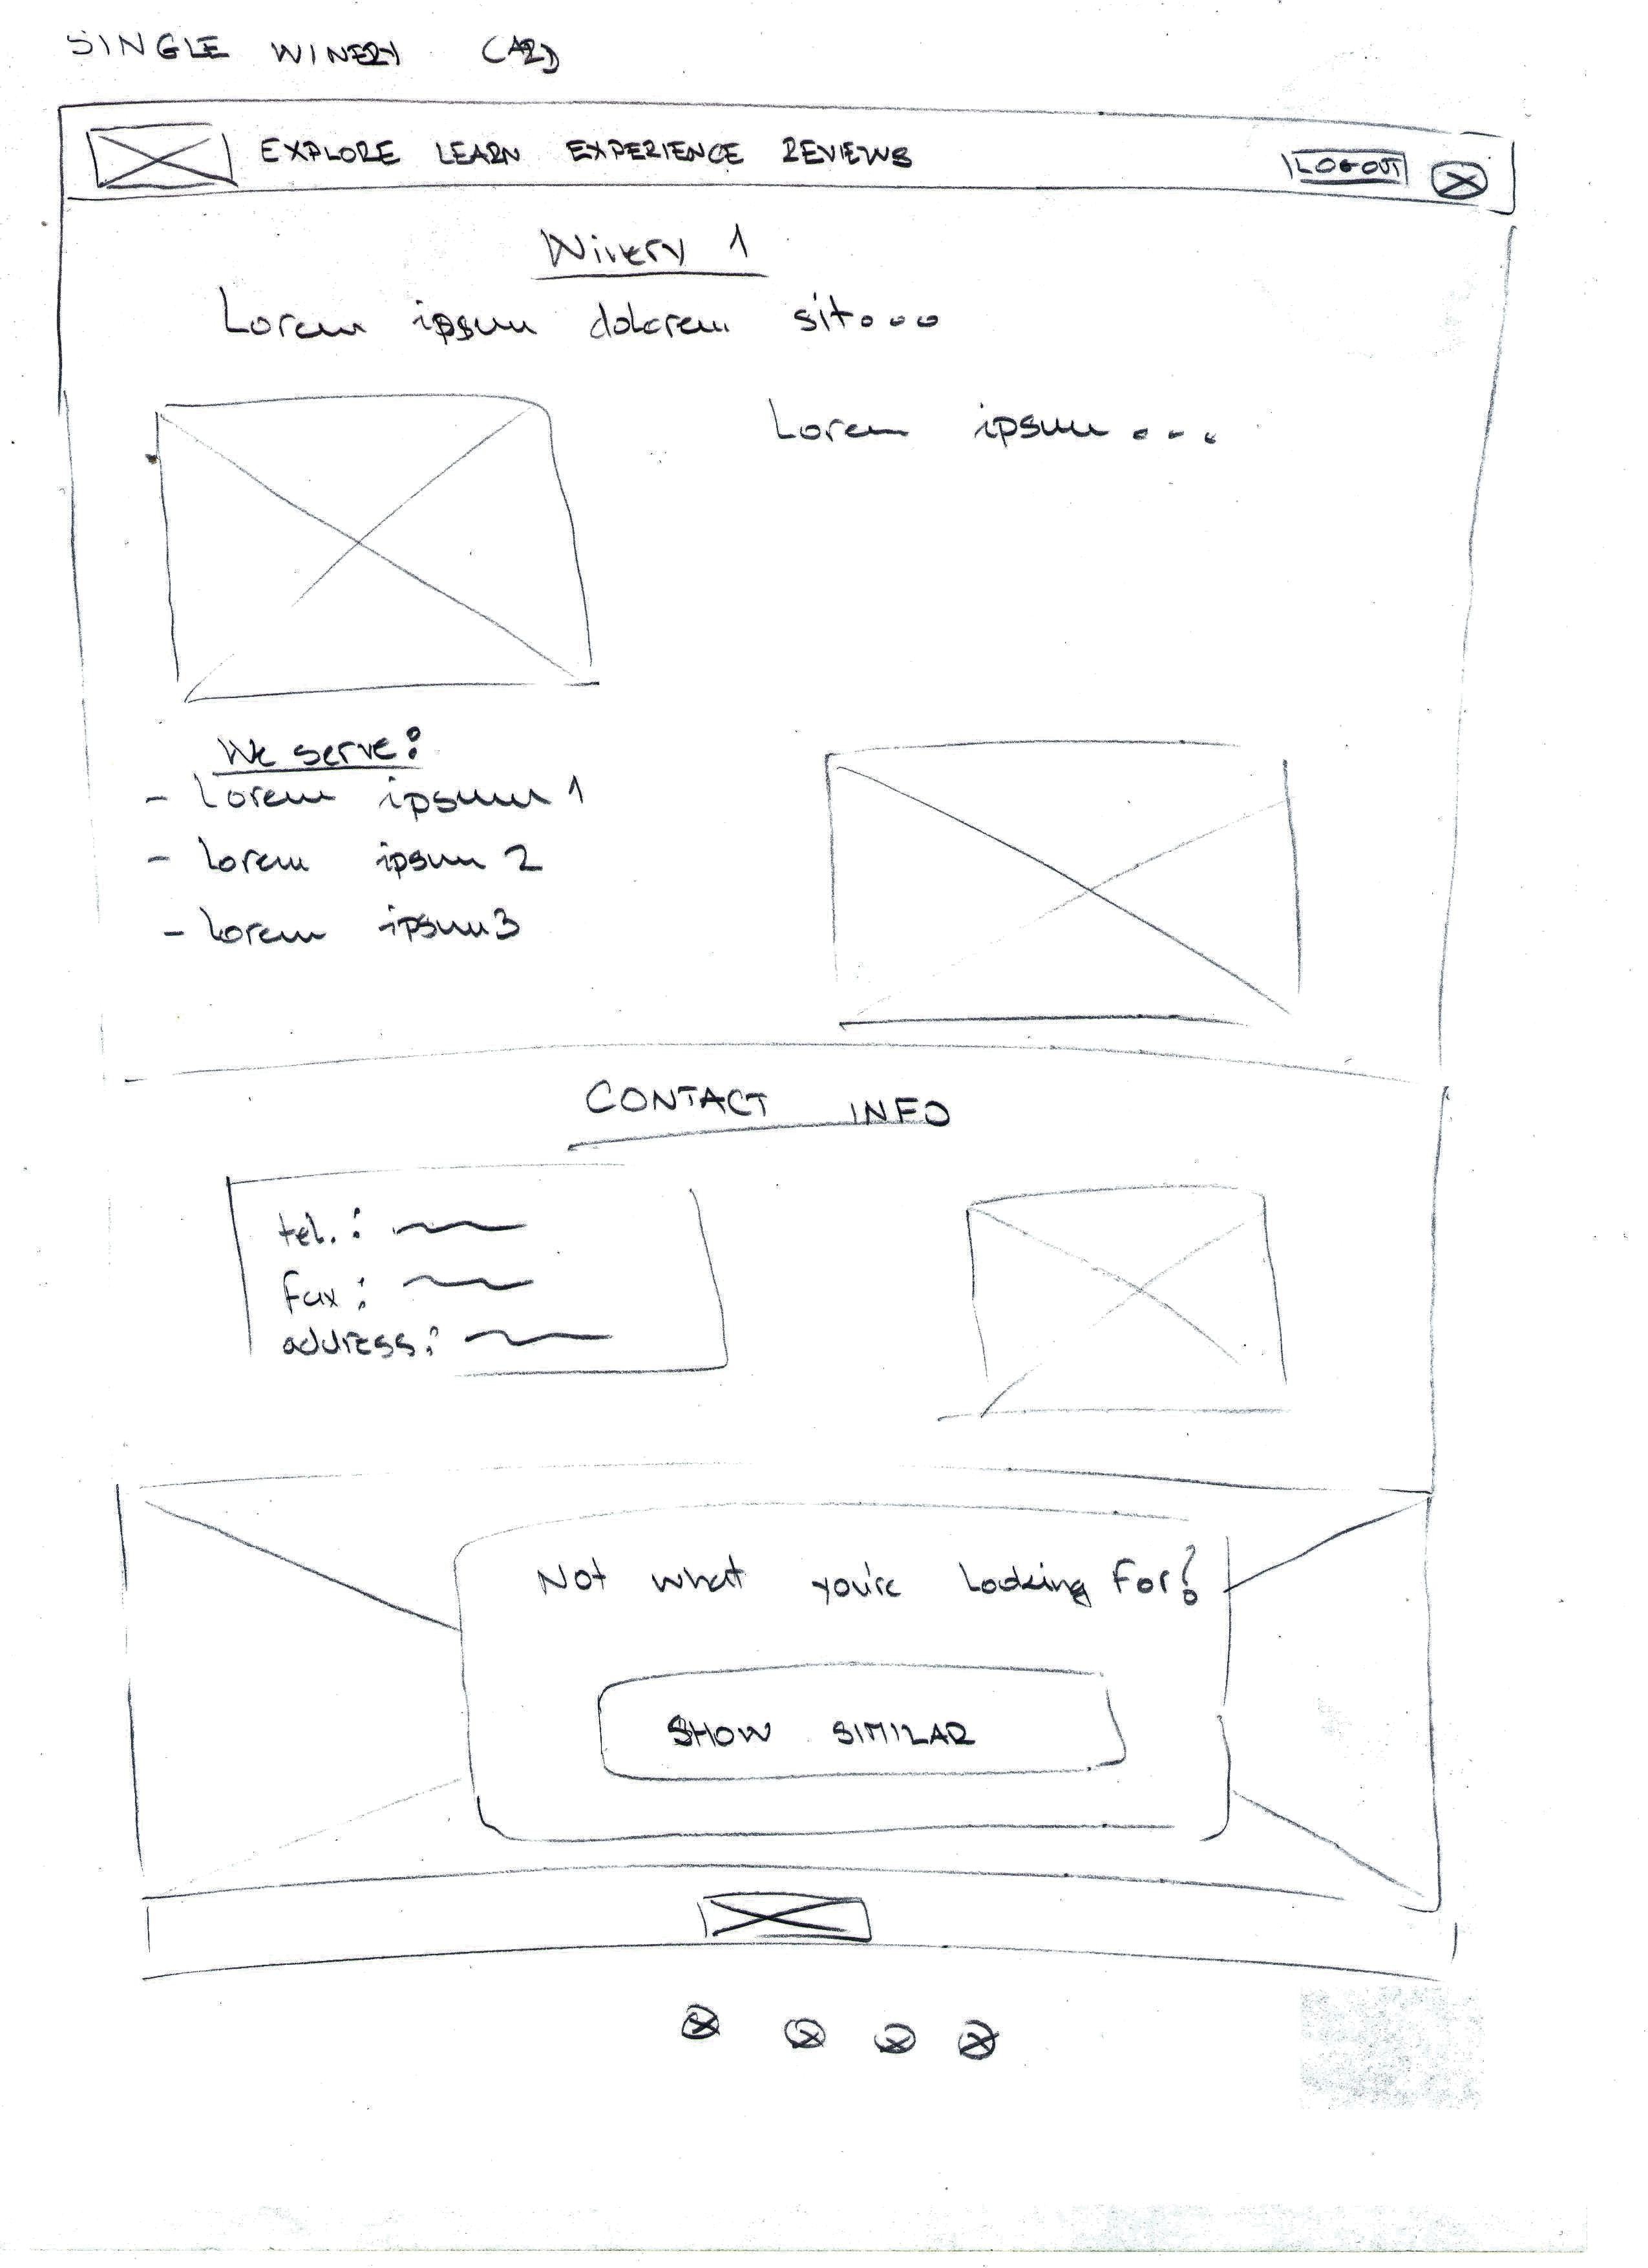 SINGLE WINERY CARD
EXPLORE LEARN EXPERIENCE REVIEWS LOGOUT
Winery 1
Lorem ipsum dolorem sit...
Lorem ipsum...
We serve:
- Lorem ipsum 1
- Lorem ipsum 2
- Lorem ipsum 3
CONTACT INFO
tel.:
fax:
address:
Not what you're looking for?
SHOW SIMILAR